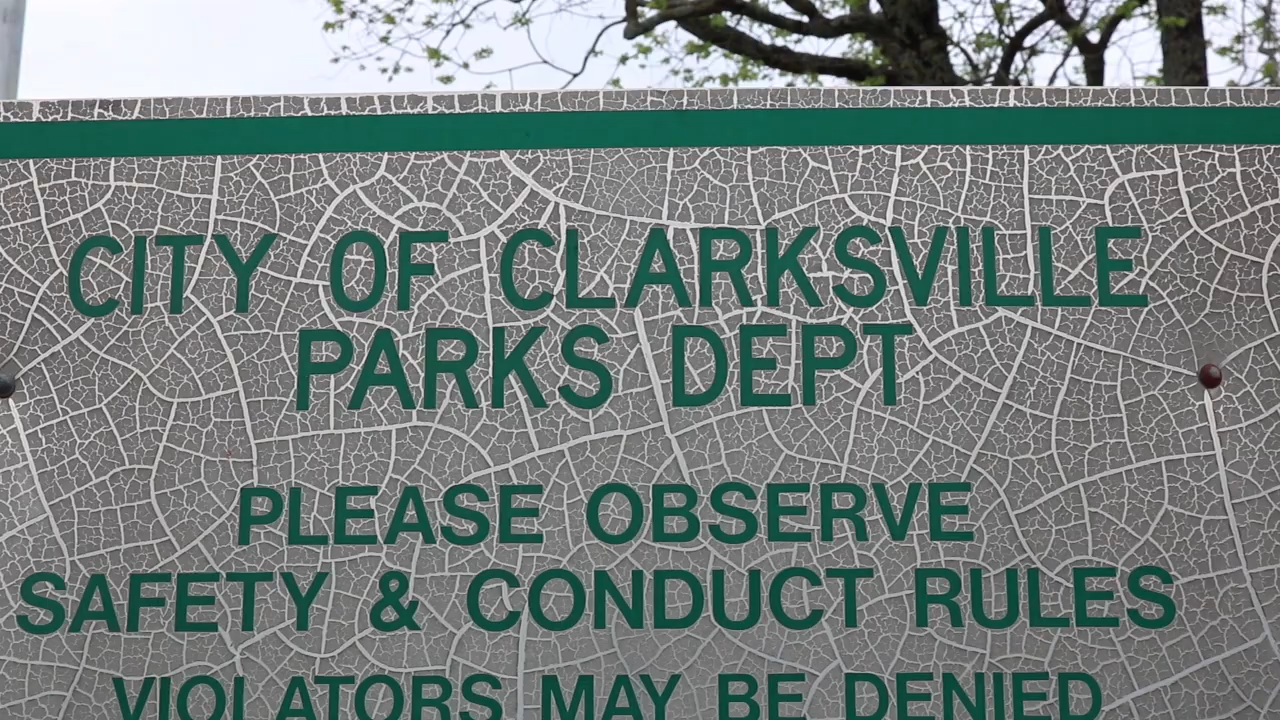 CITY OF CLARKSVILLE
PARKS DEPT
PLEASE OBSERVE
SAFETY & CONDUCT RULES
VIOLATORS MAY BE DENIED